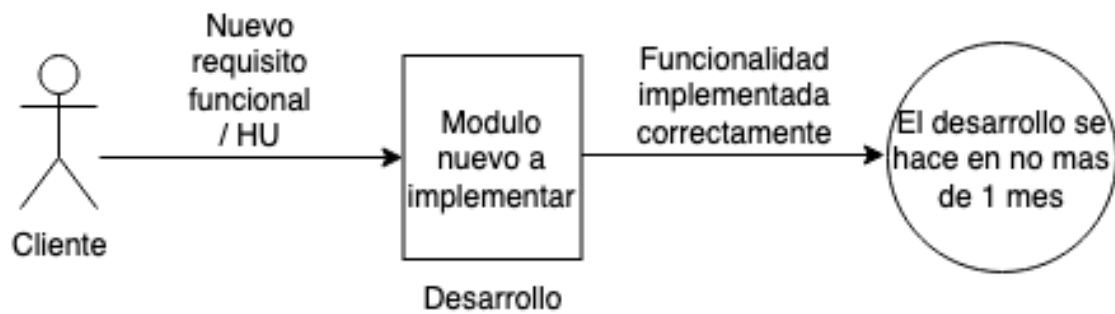 Nuevo
requisito
funcional
/ HU
Cliente
Modulo
nuevo a
implementar
Desarrollo
Funcionalidad
implementada
correctamente
El desarrollo se
hace en no mas
de 1 mes